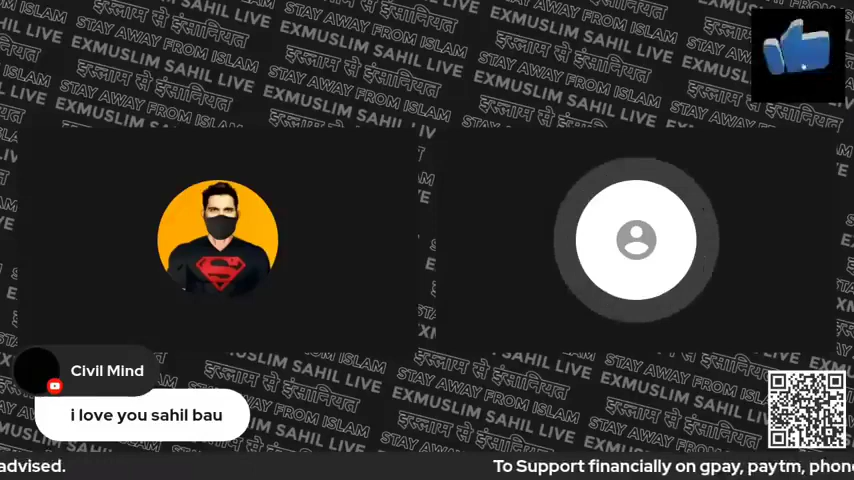 EXMUSLIM SAHIL LIVE
STAY AWAY FROM ISLAM
इस्लाम से इंसानियत
Civil Mind
i love you sahil bau
advised.
To Support financially on gpay, paytm, phone